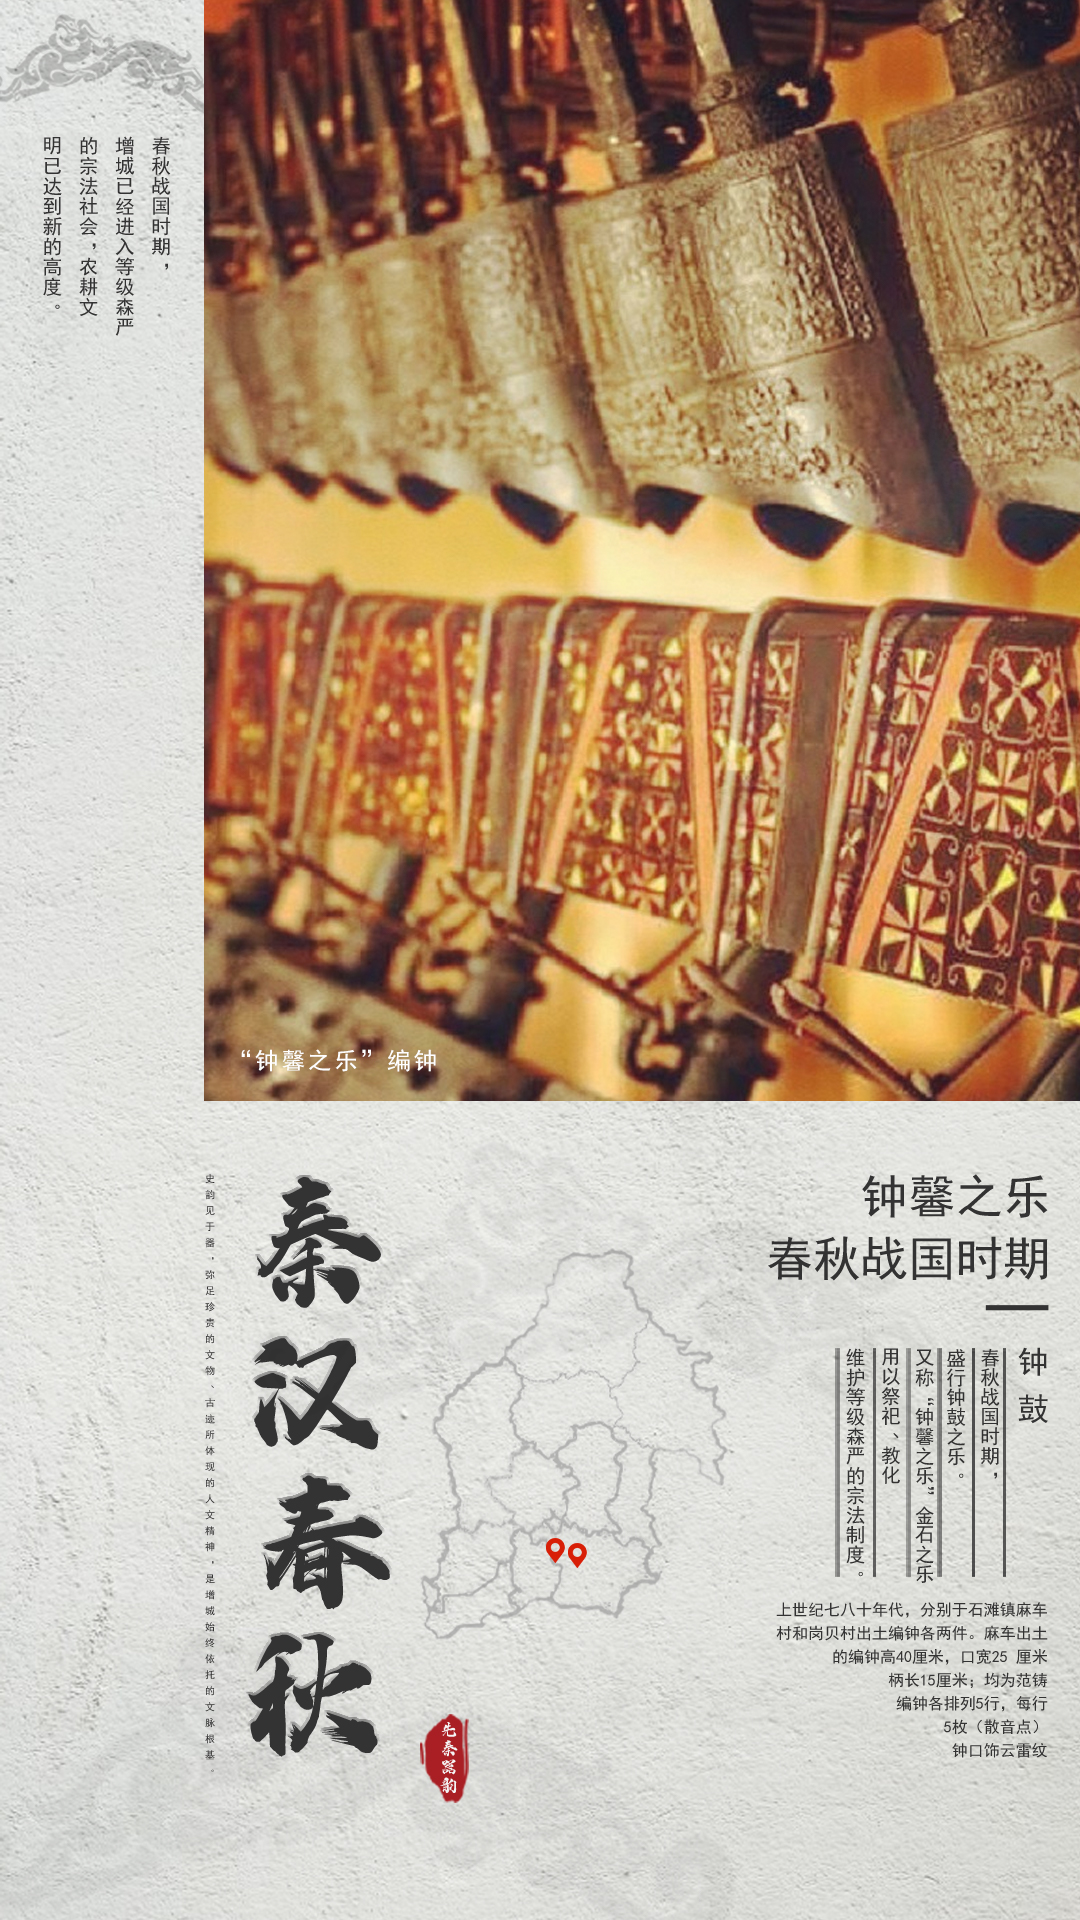 春秋战国时期，
增城已经进入等级森严
的宗法社会，农耕文
明已达到新的高度。
“钟馨之乐”编钟
钟馨之乐
春秋战国时期
钟鼓
春秋战国时期，
盛行钟鼓之乐。
又称“钟馨之乐”金石之乐
用以祭祀、教化
维护等级森严的宗法制度。
上世纪七八十年代，分别于石滩镇麻车
村和岗贝村出土编钟各两件。麻车出土
的编钟高40厘米，口宽25 厘米
柄长15厘米；均为范铸
编钟各排列5行，每行
5枚（散音点）
钟口饰云雷纹
秦汉春秋
史韵见于器，弥足珍贵的文物、古迹所体现的人文精神，是增城始终依托的文脉根基。
先秦器韵